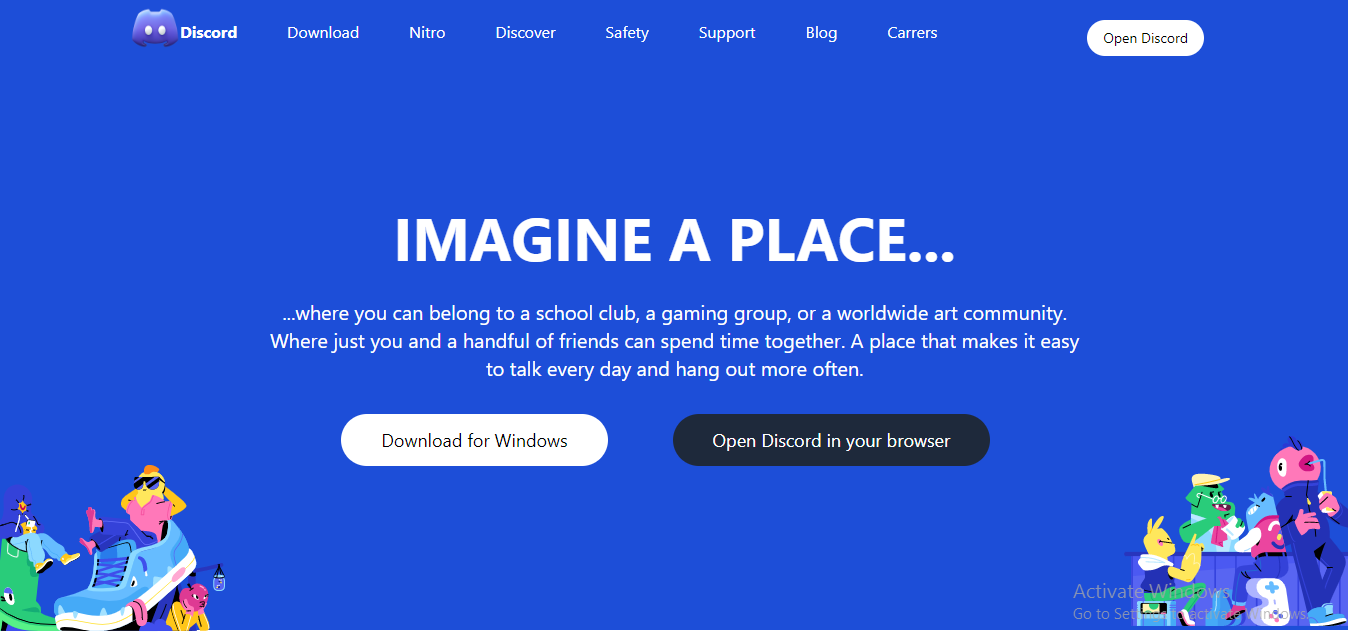 Discord Download Nitro Discover Safety Support Blog Carrers Open Discord
IMAGINE A PLACE...
...where you can belong to a school club, a gaming group, or a worldwide art community.
Where just you and a handful of friends can spend time together. A place that makes it easy
to talk every day and hang out more often.
Download for Windows Open Discord in your browser
Activate Windows
Go to Settings to activate Windows.